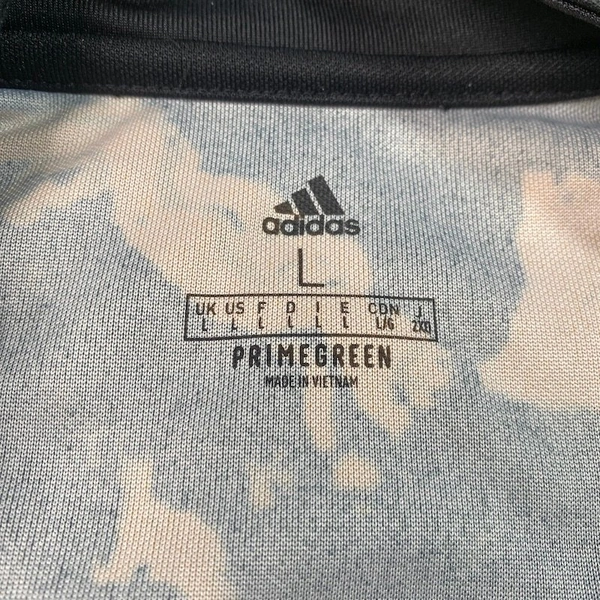 adidas
L
UK US F D I E CDN J
L L L L L L L/G 2XO
PRIMEGREEN
MADE IN VIETNAM